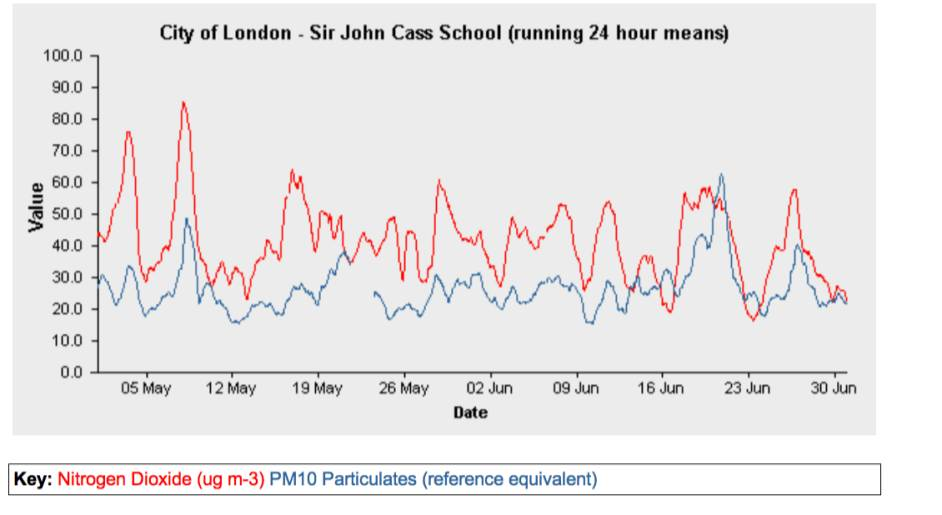 City of London - Sir John Cass School (running 24 hour means)
100.0
90.0
80.0
70.0
60.0
50.0
40.0
30.0
20.0
10.0
0.0
Value
05 May 12 May 19 May 26 May 02 Jun 09 Jun 16 Jun 23 Jun 30 Jun
Date
Key: Nitrogen Dioxide (ug m-3) PM10 Particulates (reference equivalent)